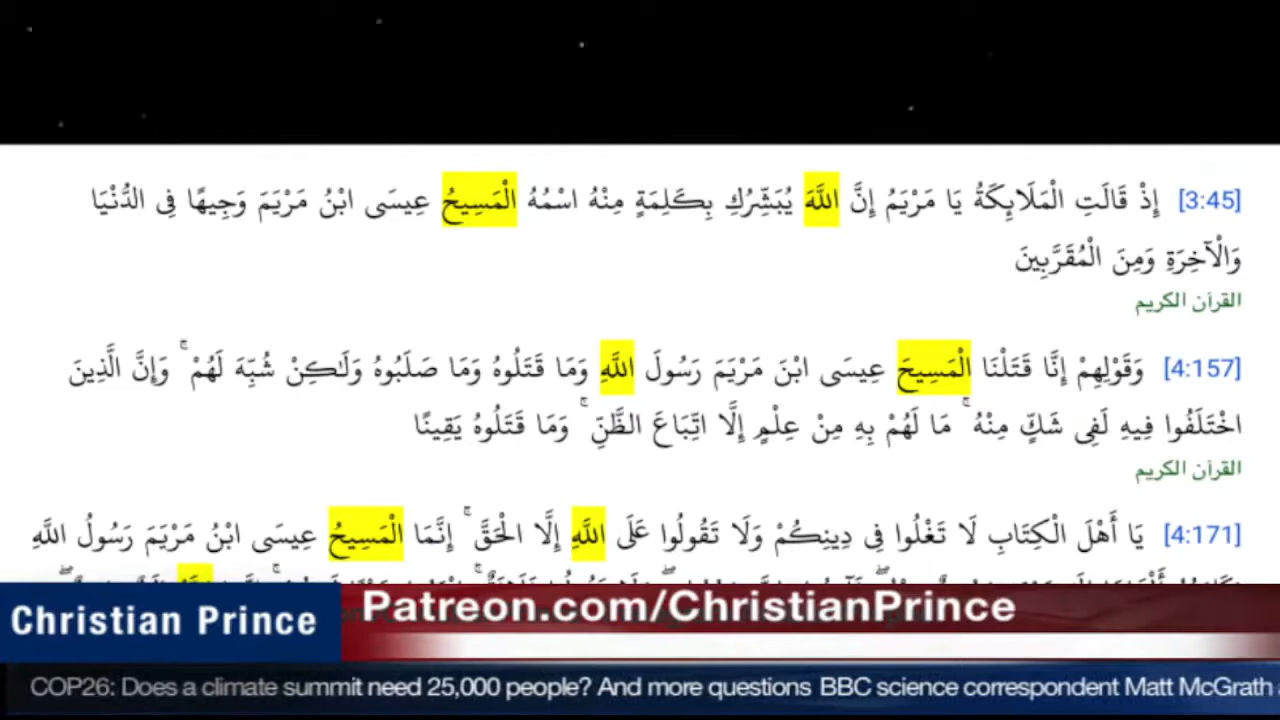 [3:45] إِذْ قَالَتِ الْمَلَائِكَةُ يَا مَرْيَمُ إِنَّ اللَّهَ يُبَشِّرُكِ بِكَلِمَةٍ مِنْهُ اسْمُهُ الْمَسِيحُ عِيسَى ابْنُ مَرْيَمَ وَجِيهًا فِي الدُّنْيَا
وَالْآخِرَةِ وَمِنَ الْمُقَرَّبِينَ
القرآن الكريم
[4:157] وَقَوْلِهِمْ إِنَّا قَتَلْنَا الْمَسِيحَ عِيسَى ابْنَ مَرْيَمَ رَسُولَ اللَّهِ وَمَا قَتَلُوهُ وَمَا صَلَبُوهُ وَلَٰكِنْ شُبِّهَ لَهُمْ ۚ وَإِنَّ الَّذِينَ
اخْتَلَفُوا فِيهِ لَفِي شَكٍّ مِنْهُ ۚ مَا لَهُمْ بِهِ مِنْ عِلْمٍ إِلَّا اتِّبَاعَ الظَّنِّ ۚ وَمَا قَتَلُوهُ يَقِينًا
القرآن الكريم
[4:171] يَا أَهْلَ الْكِتَابِ لَا تَغْلُوا فِي دِينِكُمْ وَلَا تَقُولُوا عَلَى اللَّهِ إِلَّا الْحَقَّ ۚ إِنَّمَا الْمَسِيحُ عِيسَى ابْنُ مَرْيَمَ رَسُولُ اللَّهِ
Patreon.com/ChristianPrince
Christian Prince
COP26: Does a climate summit need 25,000 people? And more questions BBC science correspondent Matt McGrath